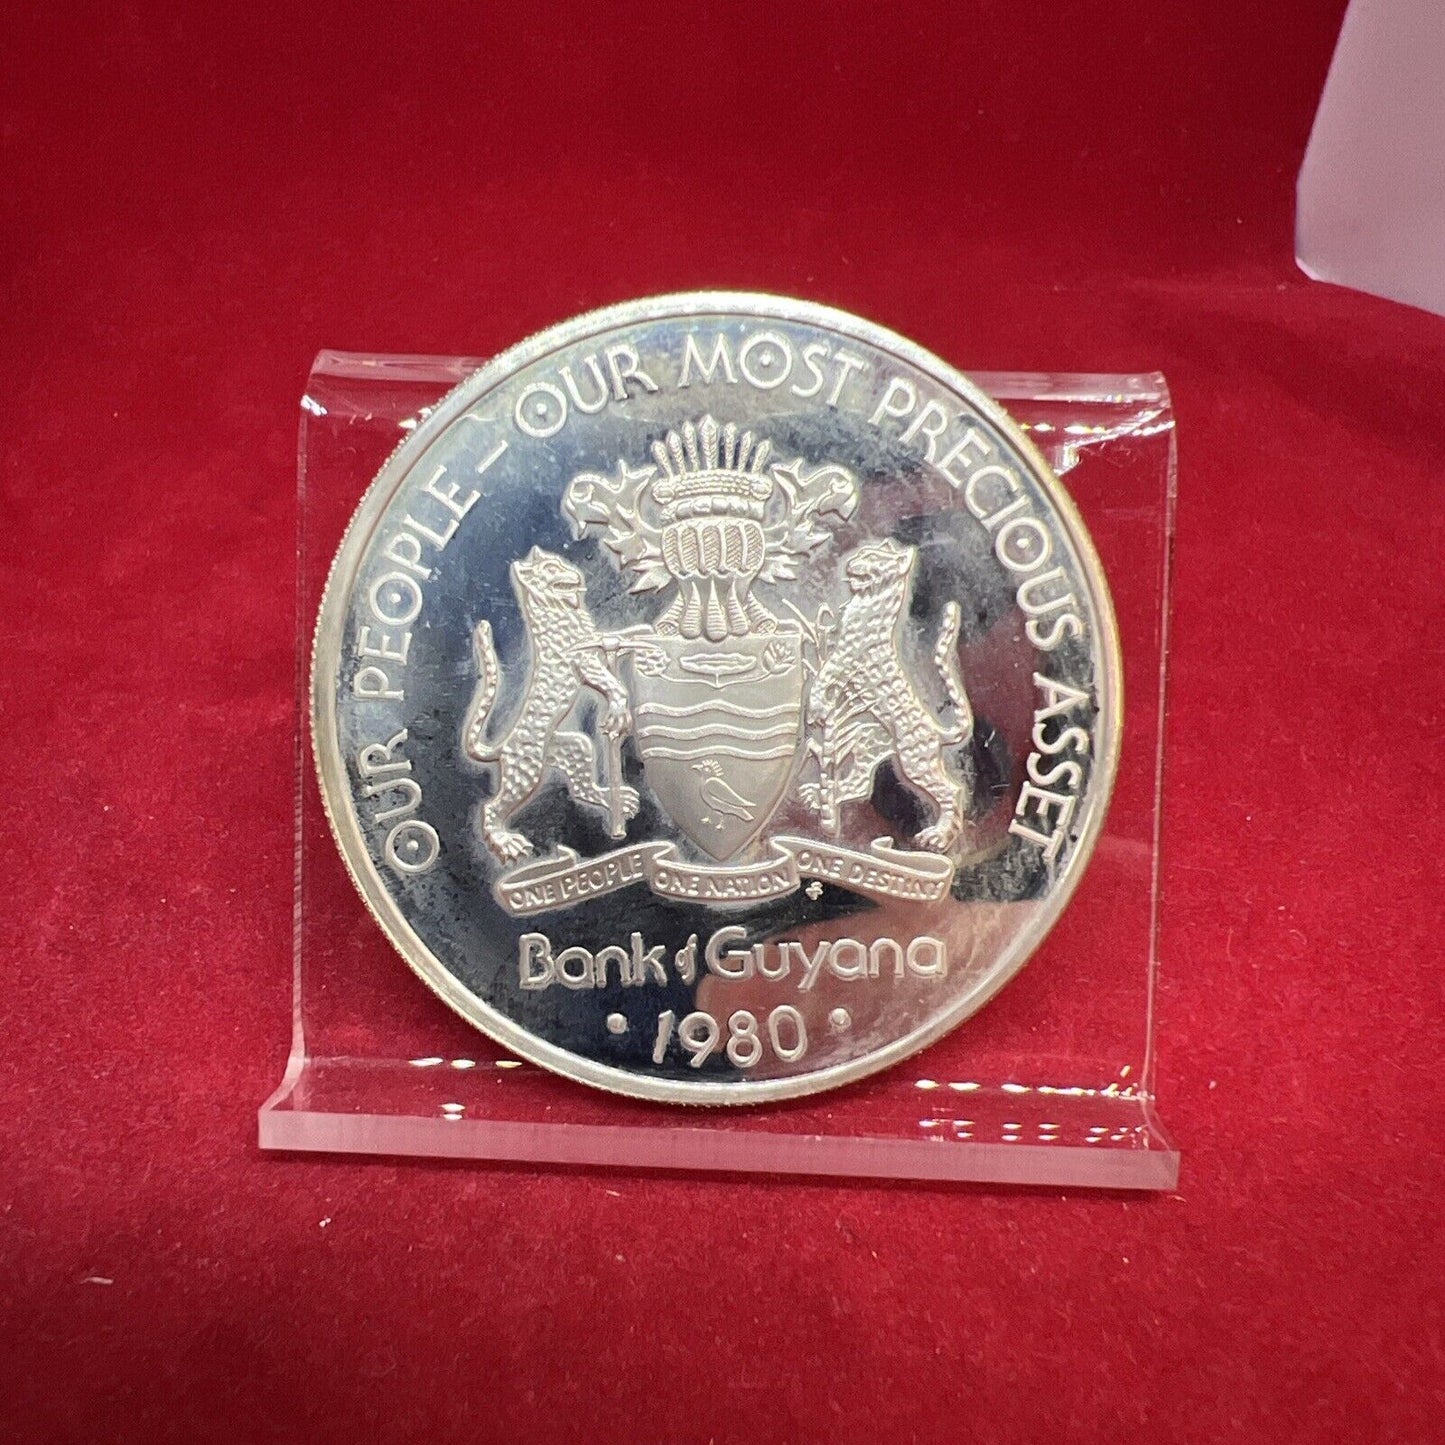 OUR PEOPLE – OUR MOST PRECIOUS ASSET
ONE PEOPLE ONE NATION ONE DESTINY
Bank of Guyana
• 1980 •